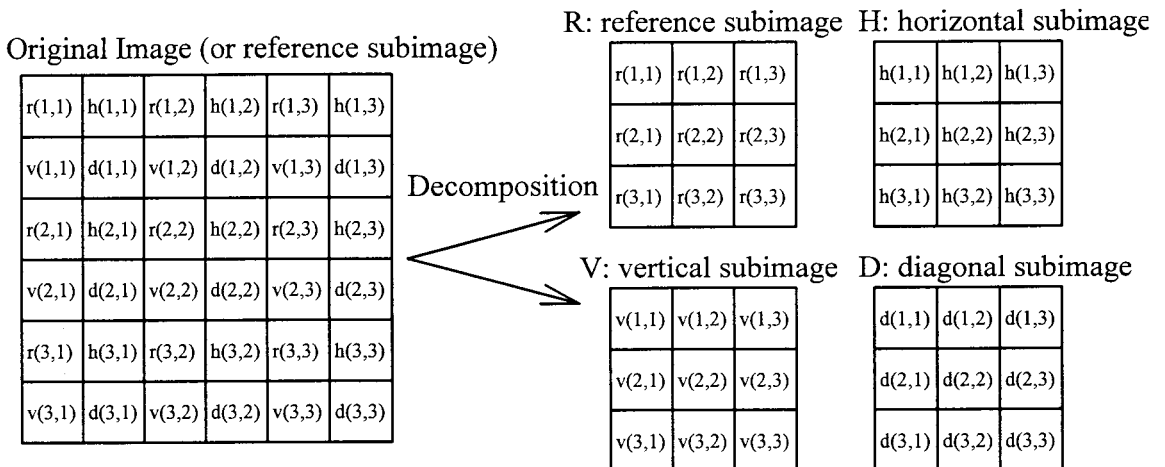 Original Image (or reference subimage)
r(1,1) h(1,1) r(1,2) h(1,2) r(1,3) h(1,3)
v(1,1) d(1,1) v(1,2) d(1,2) v(1,3) d(1,3)
r(2,1) h(2,1) r(2,2) h(2,2) r(2,3) h(2,3)
v(2,1) d(2,1) v(2,2) d(2,2) v(2,3) d(2,3)
r(3,1) h(3,1) r(3,2) h(3,2) r(3,3) h(3,3)
v(3,1) d(3,1) v(3,2) d(3,2) v(3,3) d(3,3)
Decomposition
R: reference subimage
r(1,1) r(1,2) r(1,3)
r(2,1) r(2,2) r(2,3)
r(3,1) r(3,2) r(3,3)
H: horizontal subimage
h(1,1) h(1,2) h(1,3)
h(2,1) h(2,2) h(2,3)
h(3,1) h(3,2) h(3,3)
V: vertical subimage
v(1,1) v(1,2) v(1,3)
v(2,1) v(2,2) v(2,3)
v(3,1) v(3,2) v(3,3)
D: diagonal subimage
d(1,1) d(1,2) d(1,3)
d(2,1) d(2,2) d(2,3)
d(3,1) d(3,2) d(3,3)